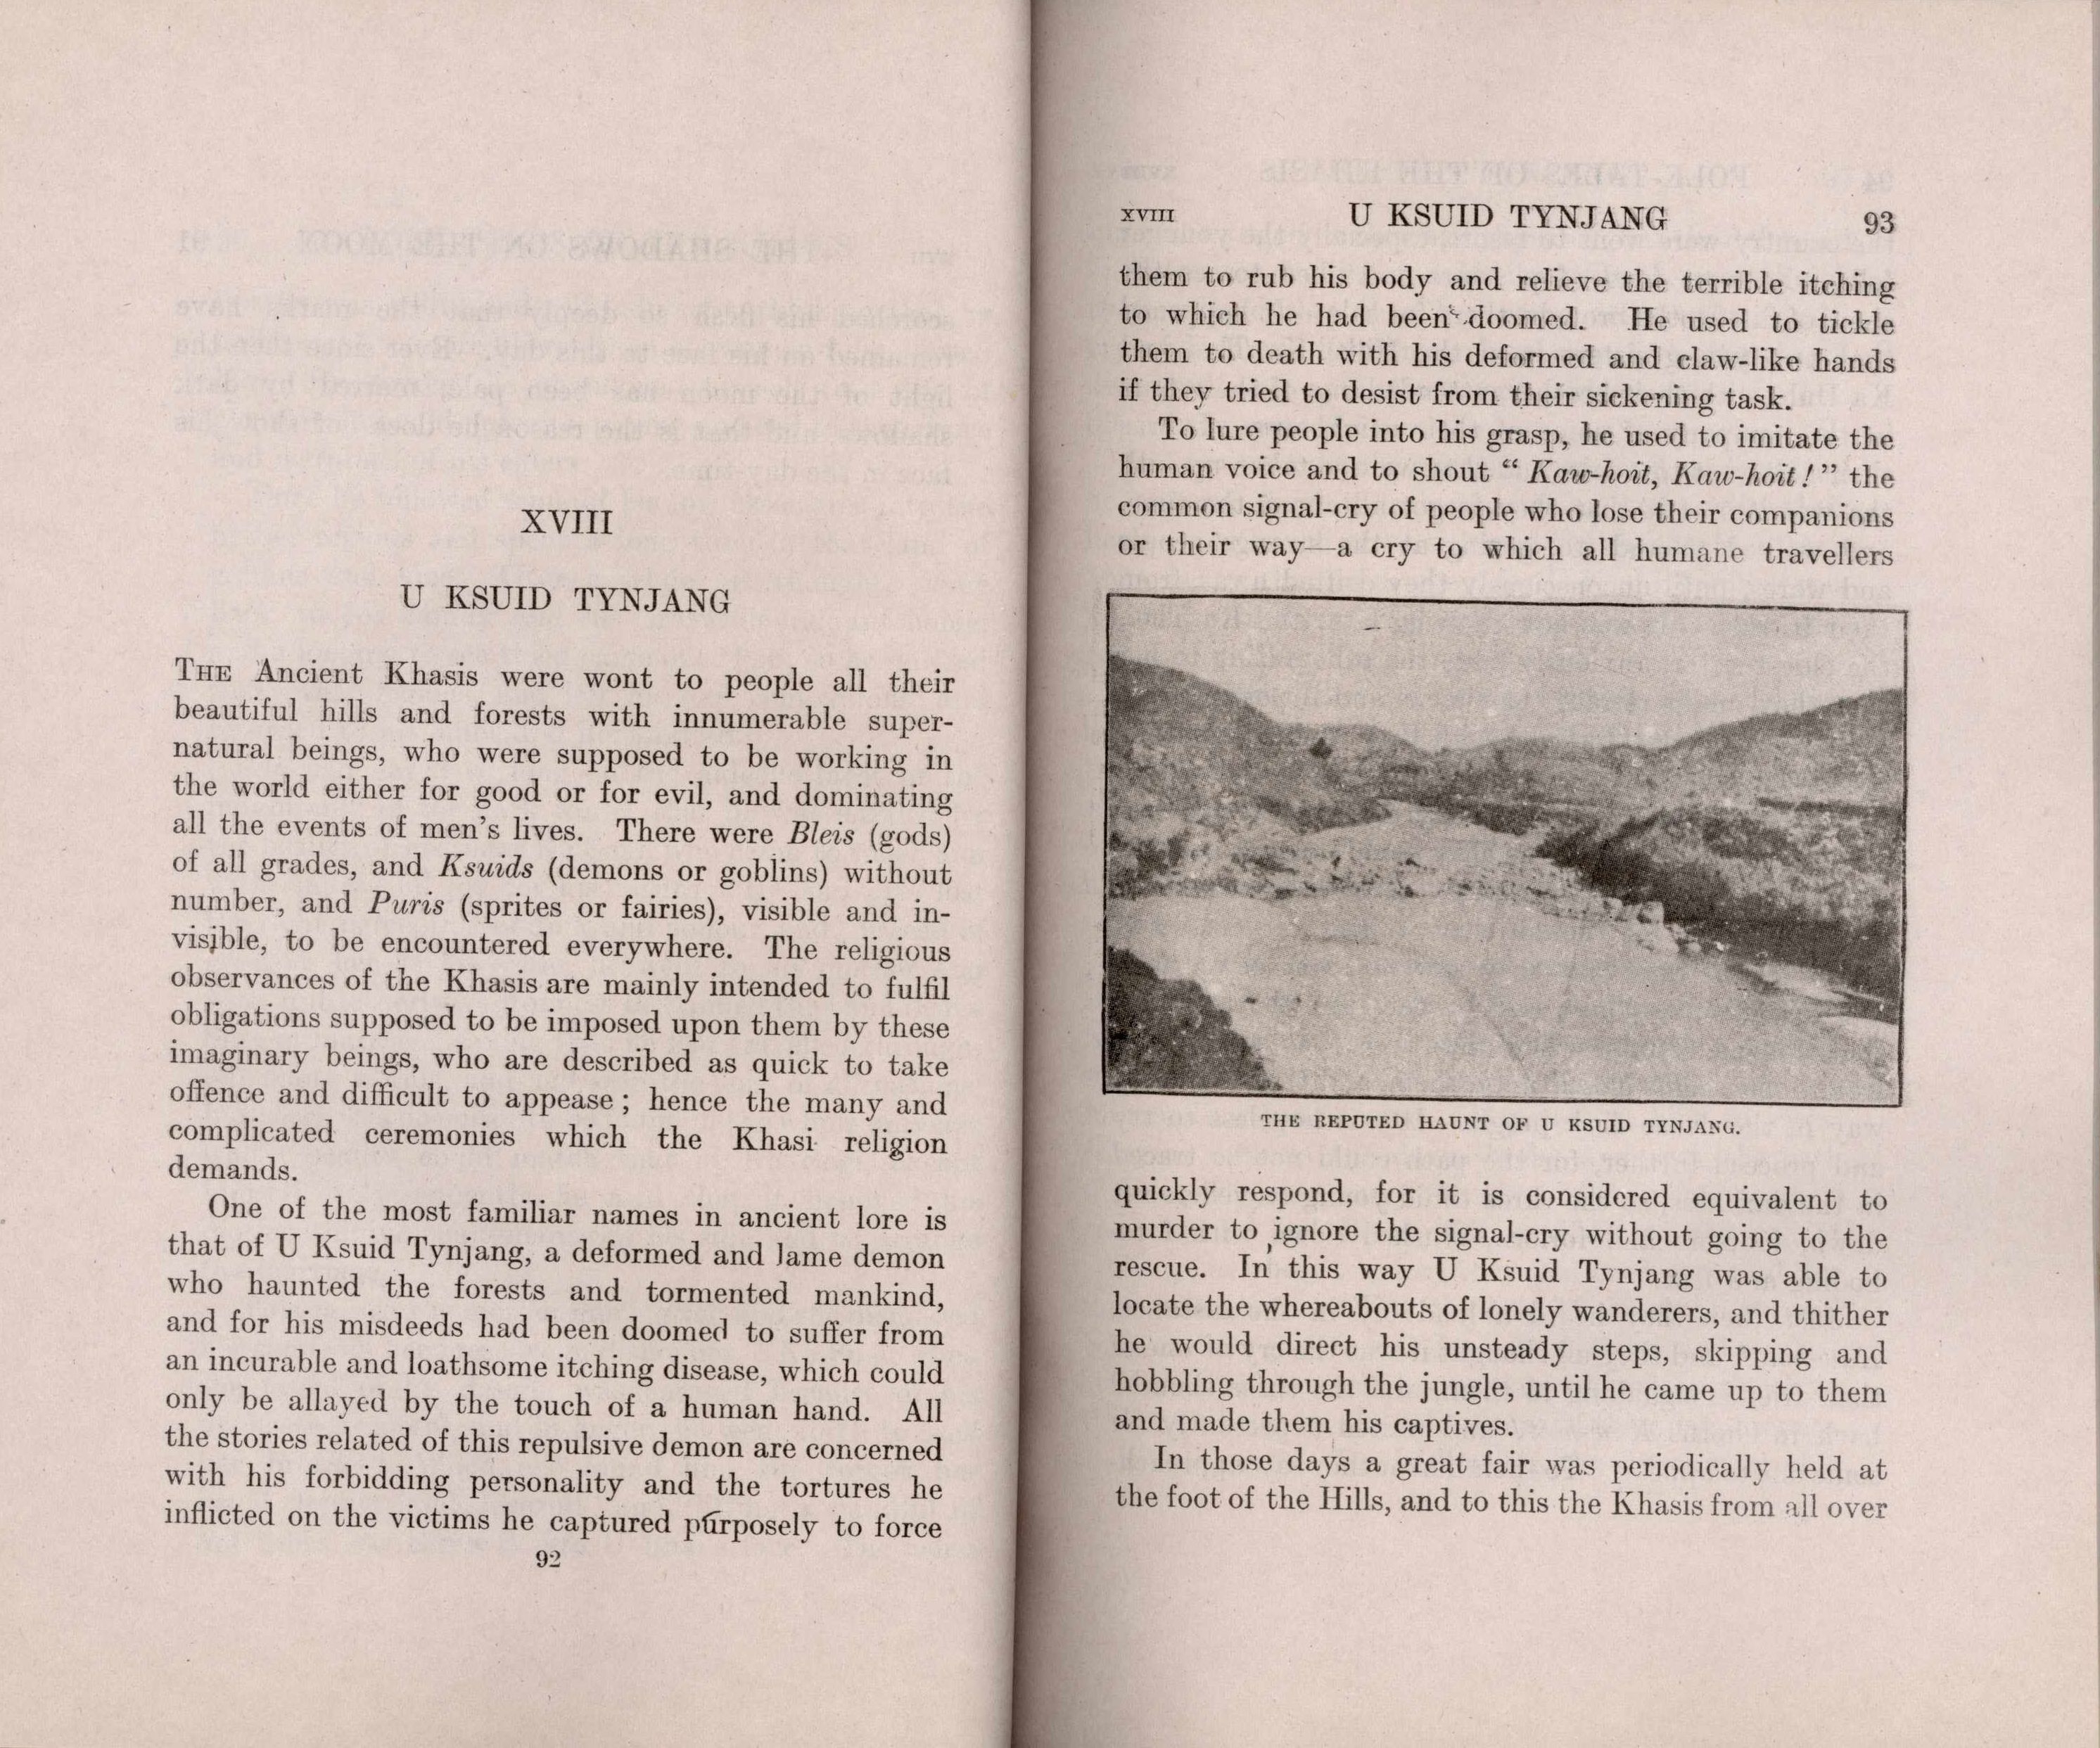 XVIII
U KSUID TYNJANG
THE Ancient Khasis were wont to people all their
beautiful hills and forests with innumerable super-
natural beings, who were supposed to be working in
the world either for good or for evil, and dominating
all the events of men's lives. There were Bleis (gods)
of all grades, and Ksuids (demons or goblins) without
number, and Puris (sprites or fairies), visible and in-
visible, to be encountered everywhere. The religious
observances of the Khasis are mainly intended to fulfil
obligations supposed to be imposed upon them by these
imaginary beings, who are described as quick to take
offence and difficult to appease; hence the many and
complicated ceremonies which the Khasi religion
demands.
One of the most familiar names in ancient lore is
that of U Ksuid Tynjang, a deformed and lame demon
who haunted the forests and tormented mankind,
and for his misdeeds had been doomed to suffer from
an incurable and loathsome itching disease, which could
only be allayed by the touch of a human hand. All
the stories related of this repulsive demon are concerned
with his forbidding personality and the tortures he
inflicted on the victims he captured purposely to force
92
XVIII U KSUID TYNJANG 93
them to rub his body and relieve the terrible itching
to which he had been doomed. He used to tickle
them to death with his deformed and claw-like hands
if they tried to desist from their sickening task.
To lure people into his grasp, he used to imitate the
human voice and to shout "Kaw-hoit, Kaw-hoit!" the
common signal-cry of people who lose their companions
or their way—a cry to which all humane travellers
THE REPUTED HAUNT OF U KSUID TYNJANG.
quickly respond, for it is considered equivalent to
murder to ignore the signal-cry without going to the
rescue. In this way U Ksuid Tynjang was able to
locate the whereabouts of lonely wanderers, and thither
he would direct his unsteady steps, skipping and
hobbling through the jungle, until he came up to them
and made them his captives.
In those days a great fair was periodically held at
the foot of the Hills, and to this the Khasis from all over